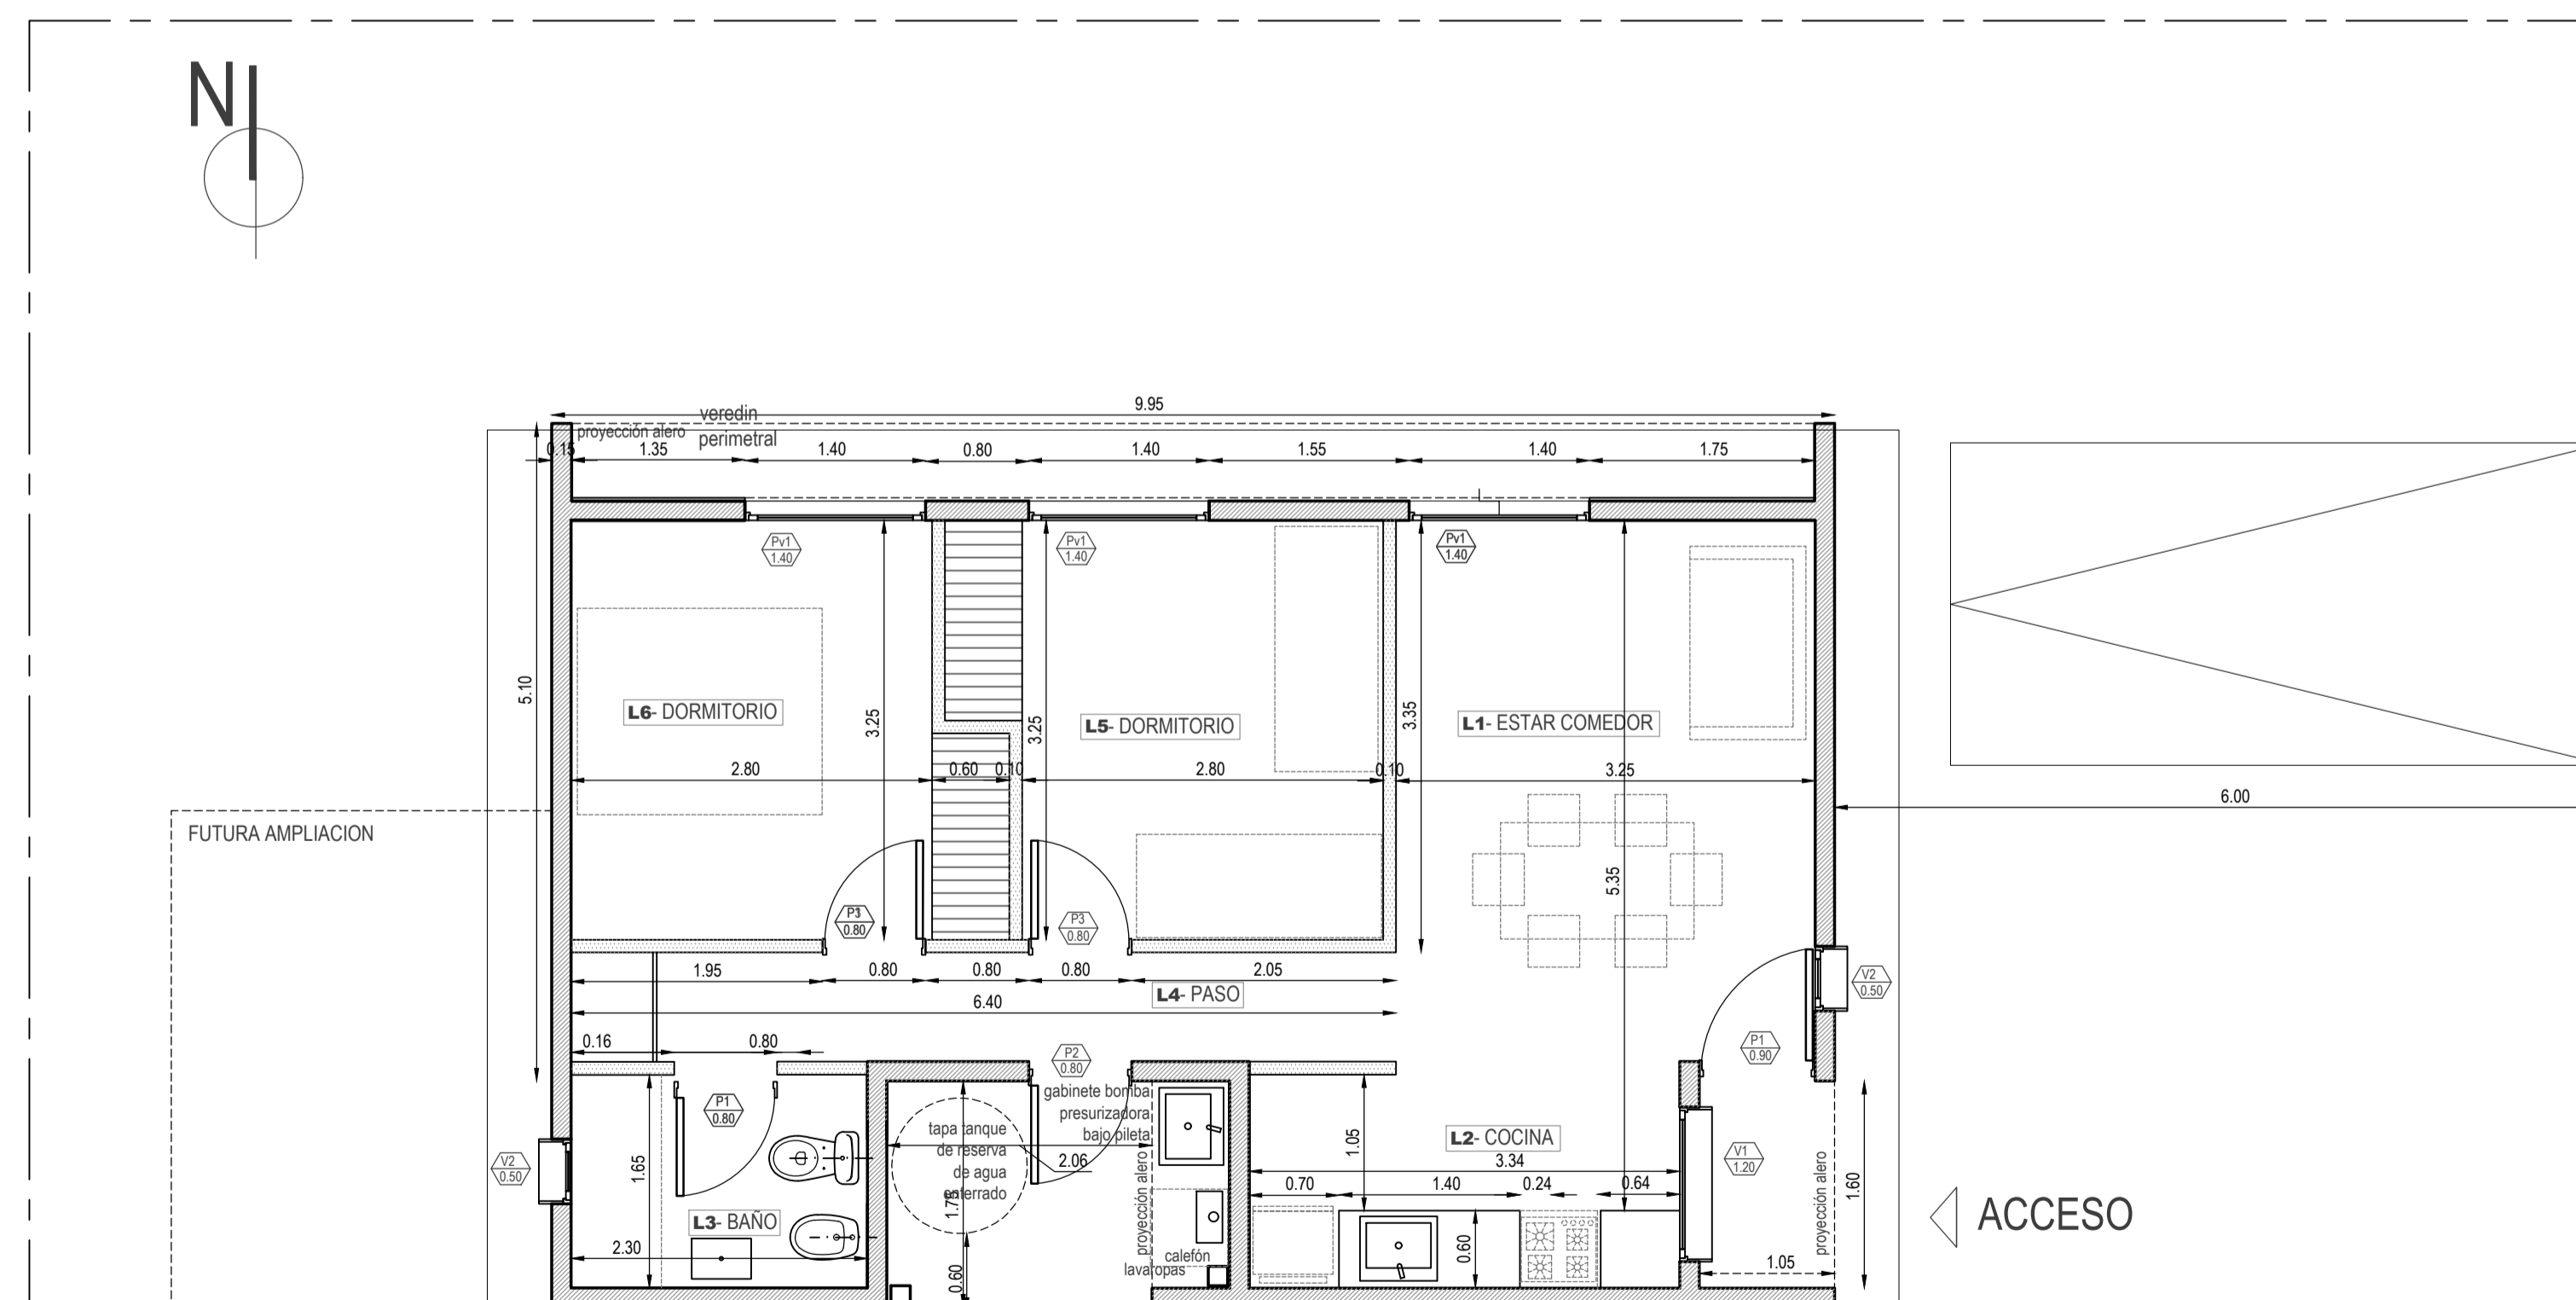 N
9.95
veredin
proyección alero
perimetral
0.15
1.35
1.40
0.80
1.40
1.55
1.40
1.75
Pv1
1.40
Pv1
1.40
Pv1
1.40
5.10
L6- DORMITORIO
3.25
3.25
L5- DORMITORIO
3.35
L1- ESTAR COMEDOR
2.80
0.60
0.10
2.80
0.10
3.25
6.00
FUTURA AMPLIACION
5.35
P3
0.80
P3
0.80
1.95
0.80
0.80
0.80
2.05
L4- PASO
V2
0.50
6.40
0.16
0.80
P2
0.80
P1
0.90
gabinete bomba
presurizadora
bajo pileta
P1
0.80
tapa tanque
de reserva
de agua
enterrado
2.06
1.05
L2- COCINA
3.34
V1
1.20
V2
0.50
1.65
0.70
1.40
0.24
0.64
proyección alero
proyección alero
1.60
ACCESO
L3- BAÑO
2.30
0.60
calefón
lavaropas
0.60
1.05